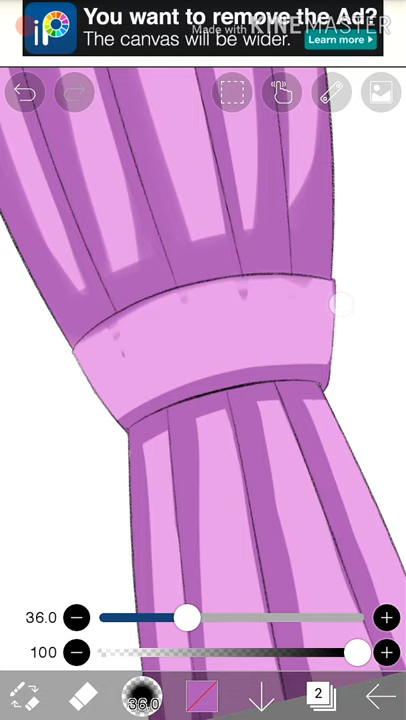 You want to remove the Ad?
Made with KINEMASTER
The canvas will be wider.
Learn more
iP
36.0
100
36.0
2